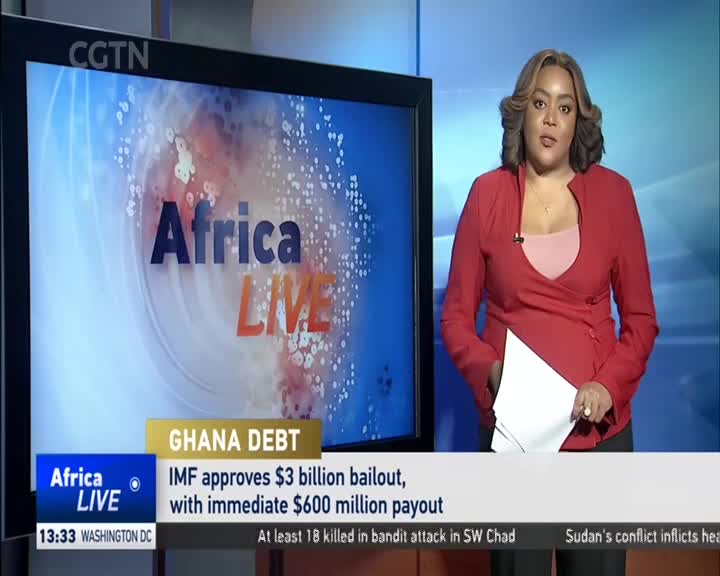 CGTN
Africa
LIVE
GHANA DEBT
IMF approves $3 billion bailout,
with immediate $600 million payout
Africa
LIVE
13:33 WASHINGTON DC
At least 18 killed in bandit attack in SW Chad
Sudan's conflict inflicts